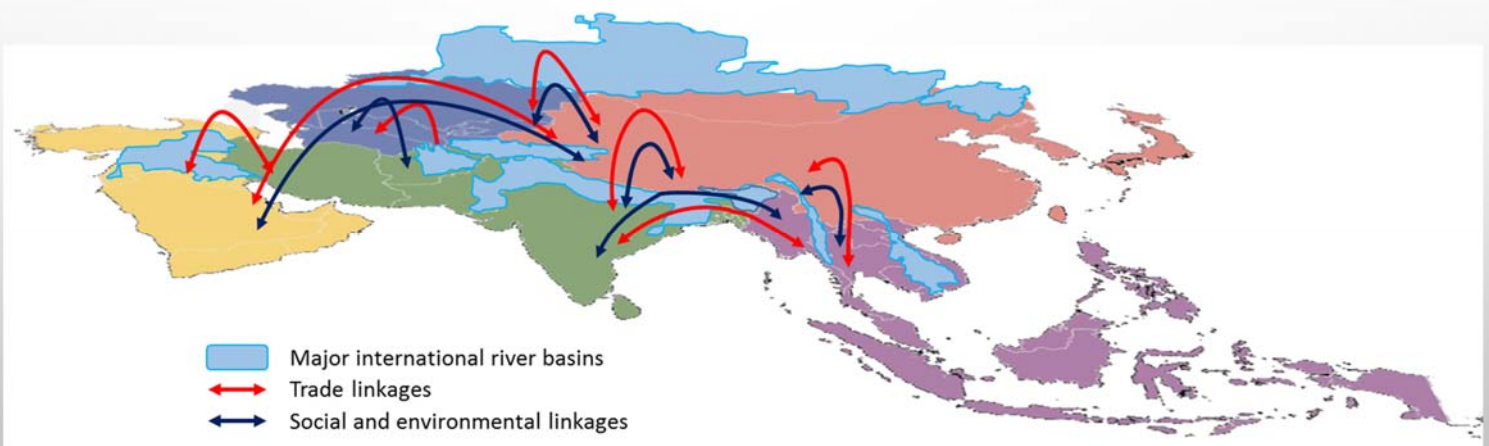 Major international river basins
Trade linkages
Social and environmental linkages